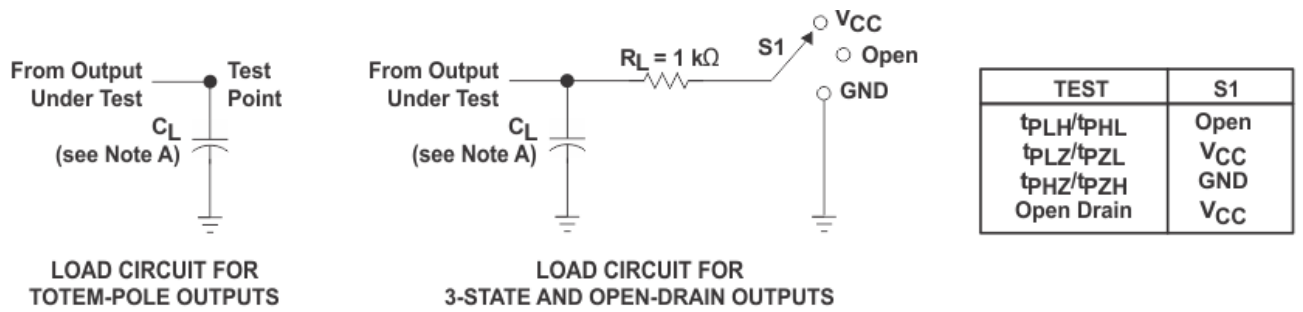 From Output
Under Test
Test
Point
CL
(see Note A)
LOAD CIRCUIT FOR
TOTEM-POLE OUTPUTS
From Output
Under Test
RL = 1 kΩ
S1
VCC
Open
GND
CL
(see Note A)
LOAD CIRCUIT FOR
3-STATE AND OPEN-DRAIN OUTPUTS
TEST S1
tPLH/tPHL Open
tPLZ/tPZL VCC
tPHZ/tPZH GND
Open Drain VCC